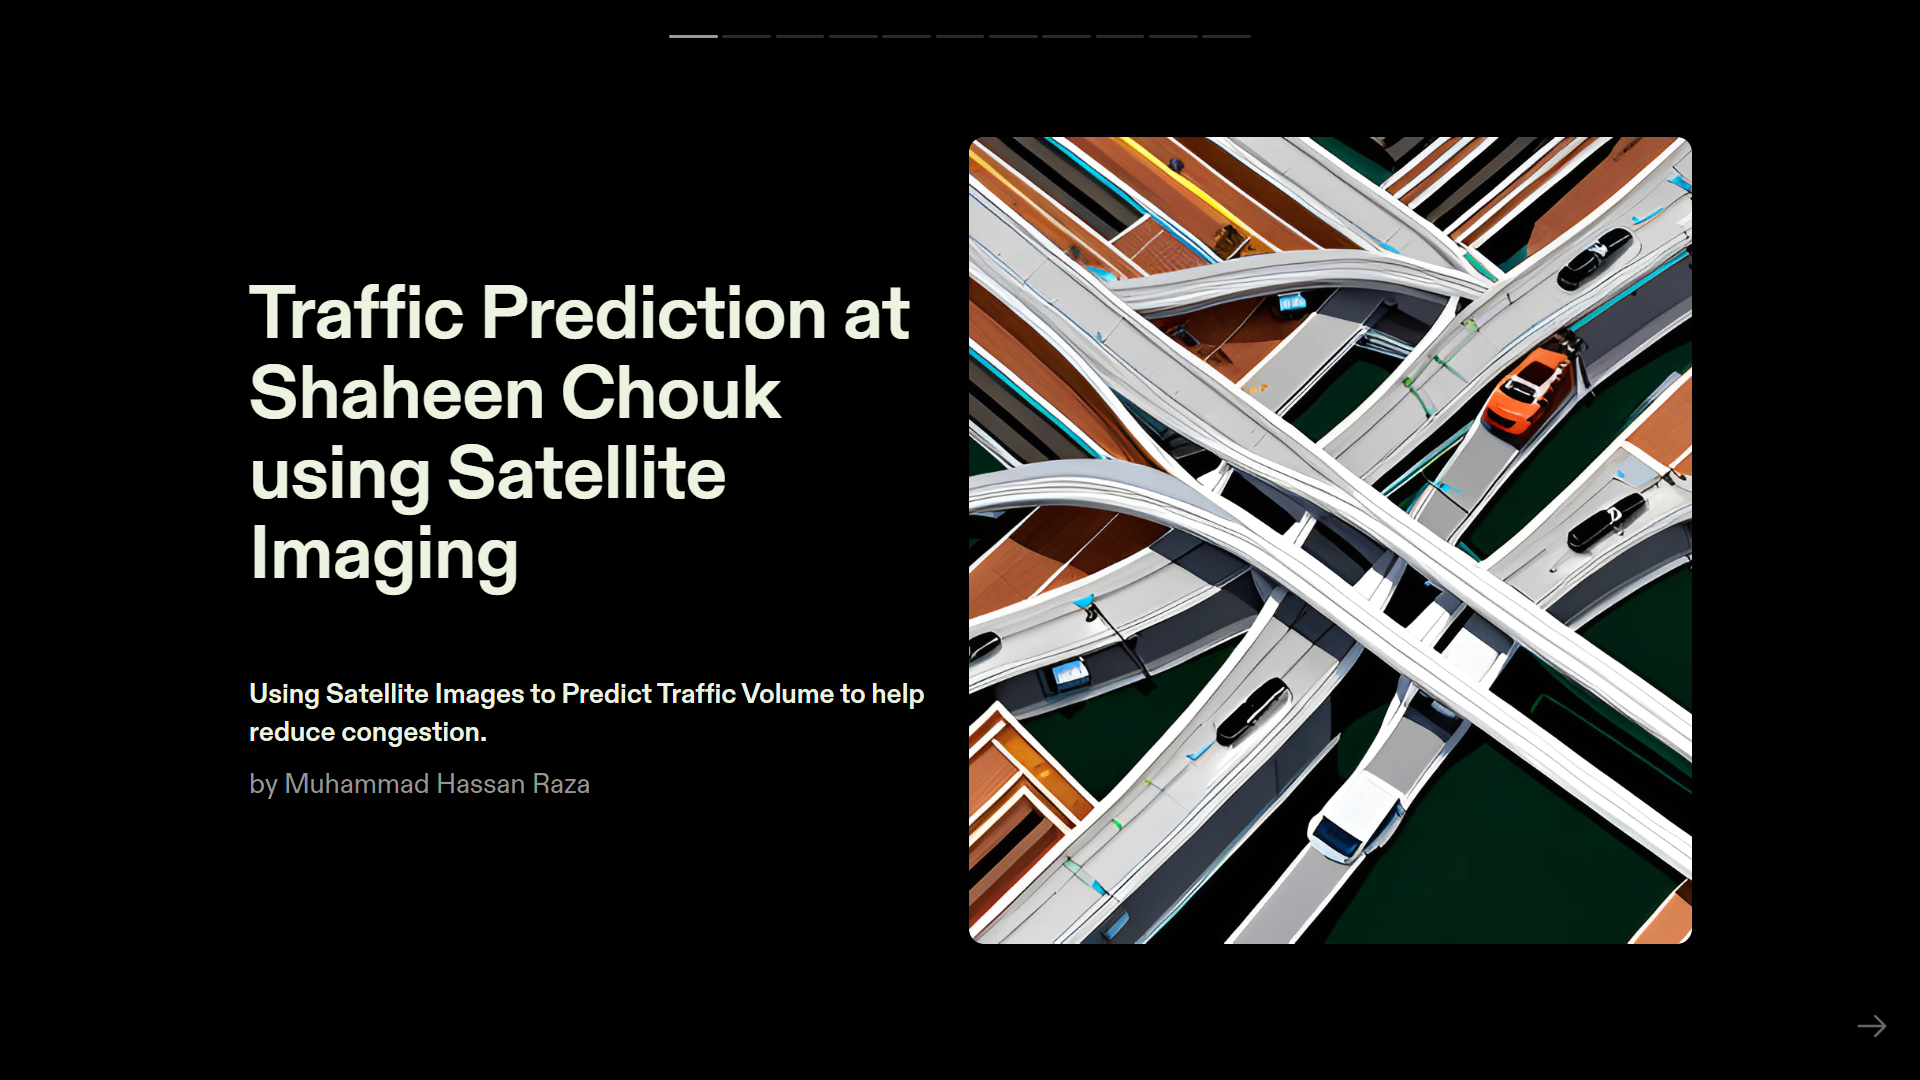 Traffic Prediction at
Shaheen Chouk
using Satellite
Imaging
Using Satellite Images to Predict Traffic Volume to help
reduce congestion.
by Muhammad Hassan Raza